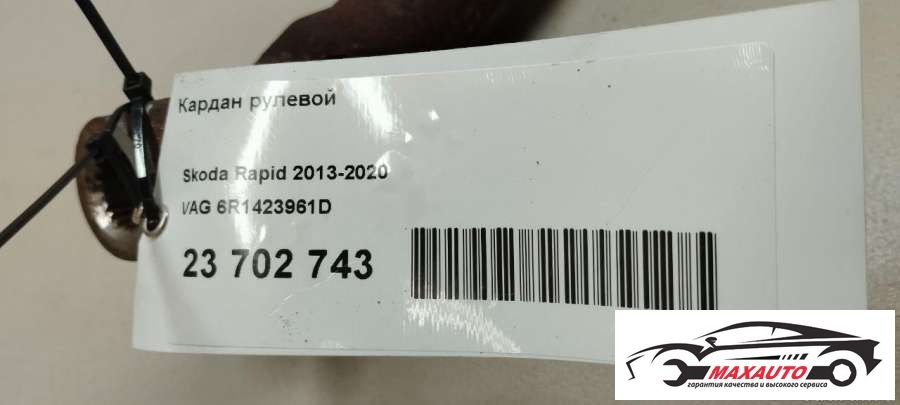 Кардан рулевой
Skoda Rapid 2013-2020
VAG 6R1423961D
23 702 743
MAXAUTO
гарантия качества и высокого сервиса